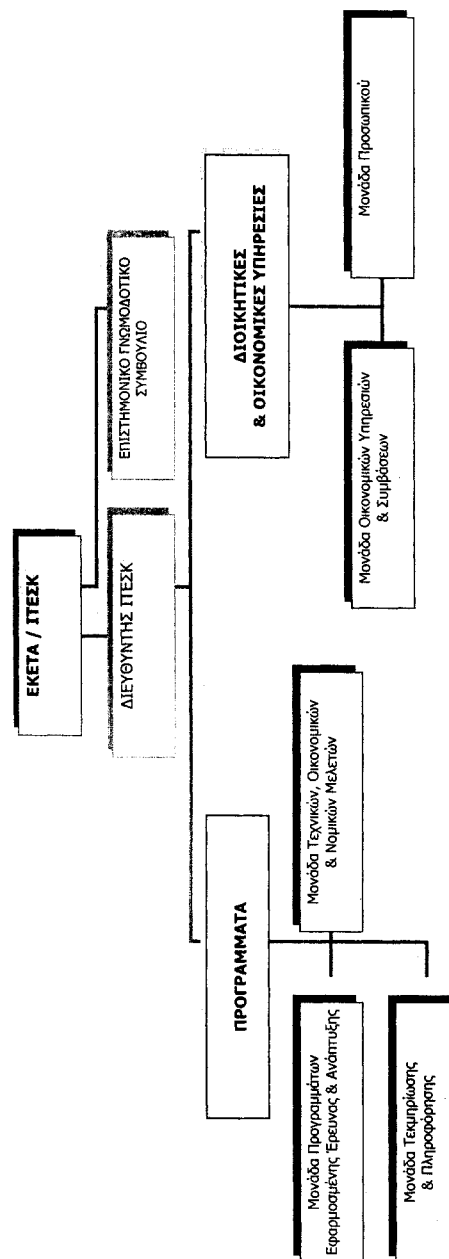 ΕΚΕΤΑ / ΙΤΕΣΚ
ΔΙΕΥΘΥΝΤΗΣ ΙΤΕΣΚ
ΕΠΙΣΤΗΜΟΝΙΚΟ ΓΝΩΜΟΔΟΤΙΚΟ
ΣΥΜΒΟΥΛΙΟ
ΠΡΟΓΡΑΜΜΑΤΑ
ΔΙΟΙΚΗΤΙΚΕΣ
& ΟΙΚΟΝΟΜΙΚΕΣ ΥΠΗΡΕΣΙΕΣ
Μονάδα Προγραμμάτων
Εφαρμοσμένης Έρευνας & Ανάπτυξης
Μονάδα Τεχνικών, Οικονομικών
& Νομικών Μελετών
Μονάδα Οικονομικών Υπηρεσιών
& Συμβάσεων
Μονάδα Προσωπικού
Μονάδα Τεκμηρίωσης
& Πληροφόρησης